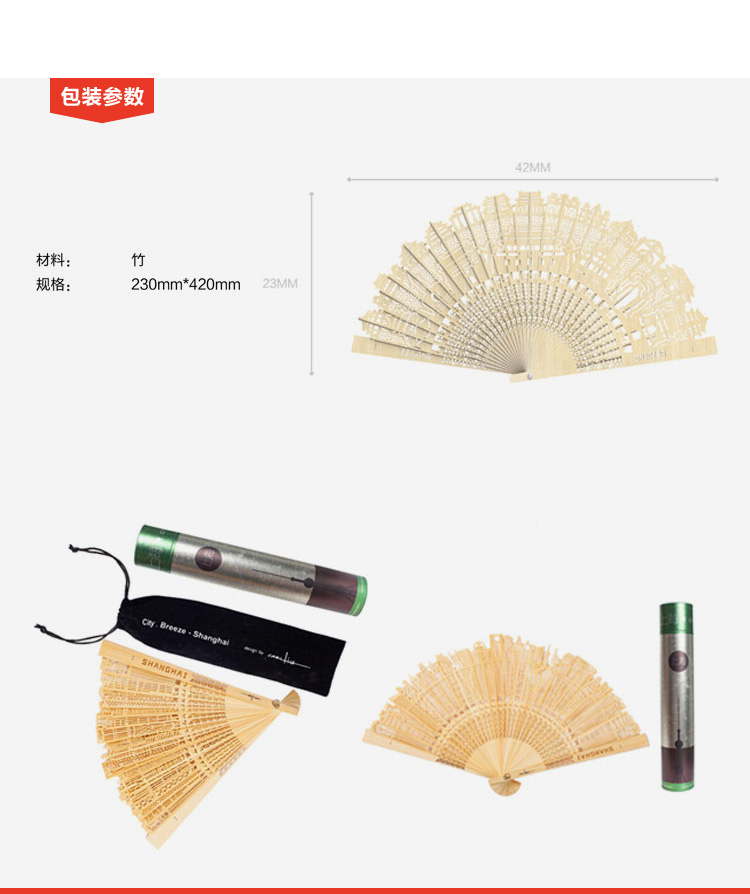 包装参数
42MM
材料： 竹
规格： 230mm*420mm
23MM
City . Breeze - Shanghai
design by
SHANGHAI
SHANGHAI